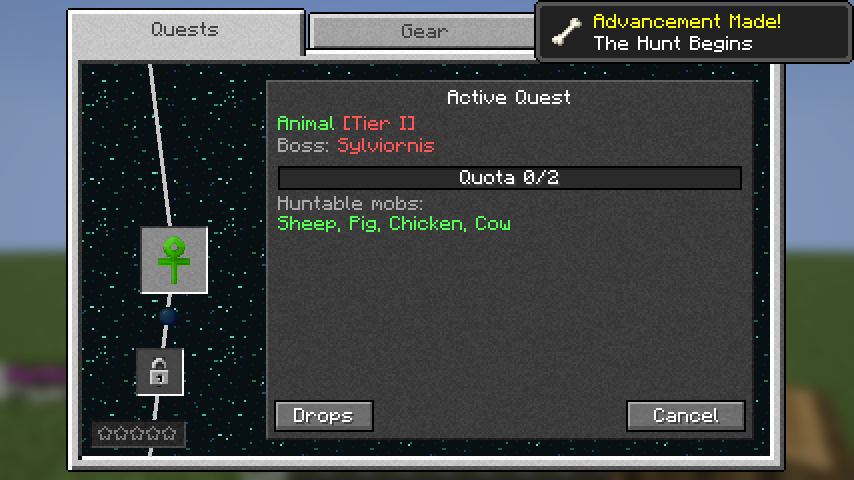 Quests
Gear
Advancement Made!
The Hunt Begins
Active Quest
Animal [Tier I]
Boss: Sylviornis
Quota 0/2
Huntable mobs:
Sheep, Pig, Chicken, Cow
Drops
Cancel